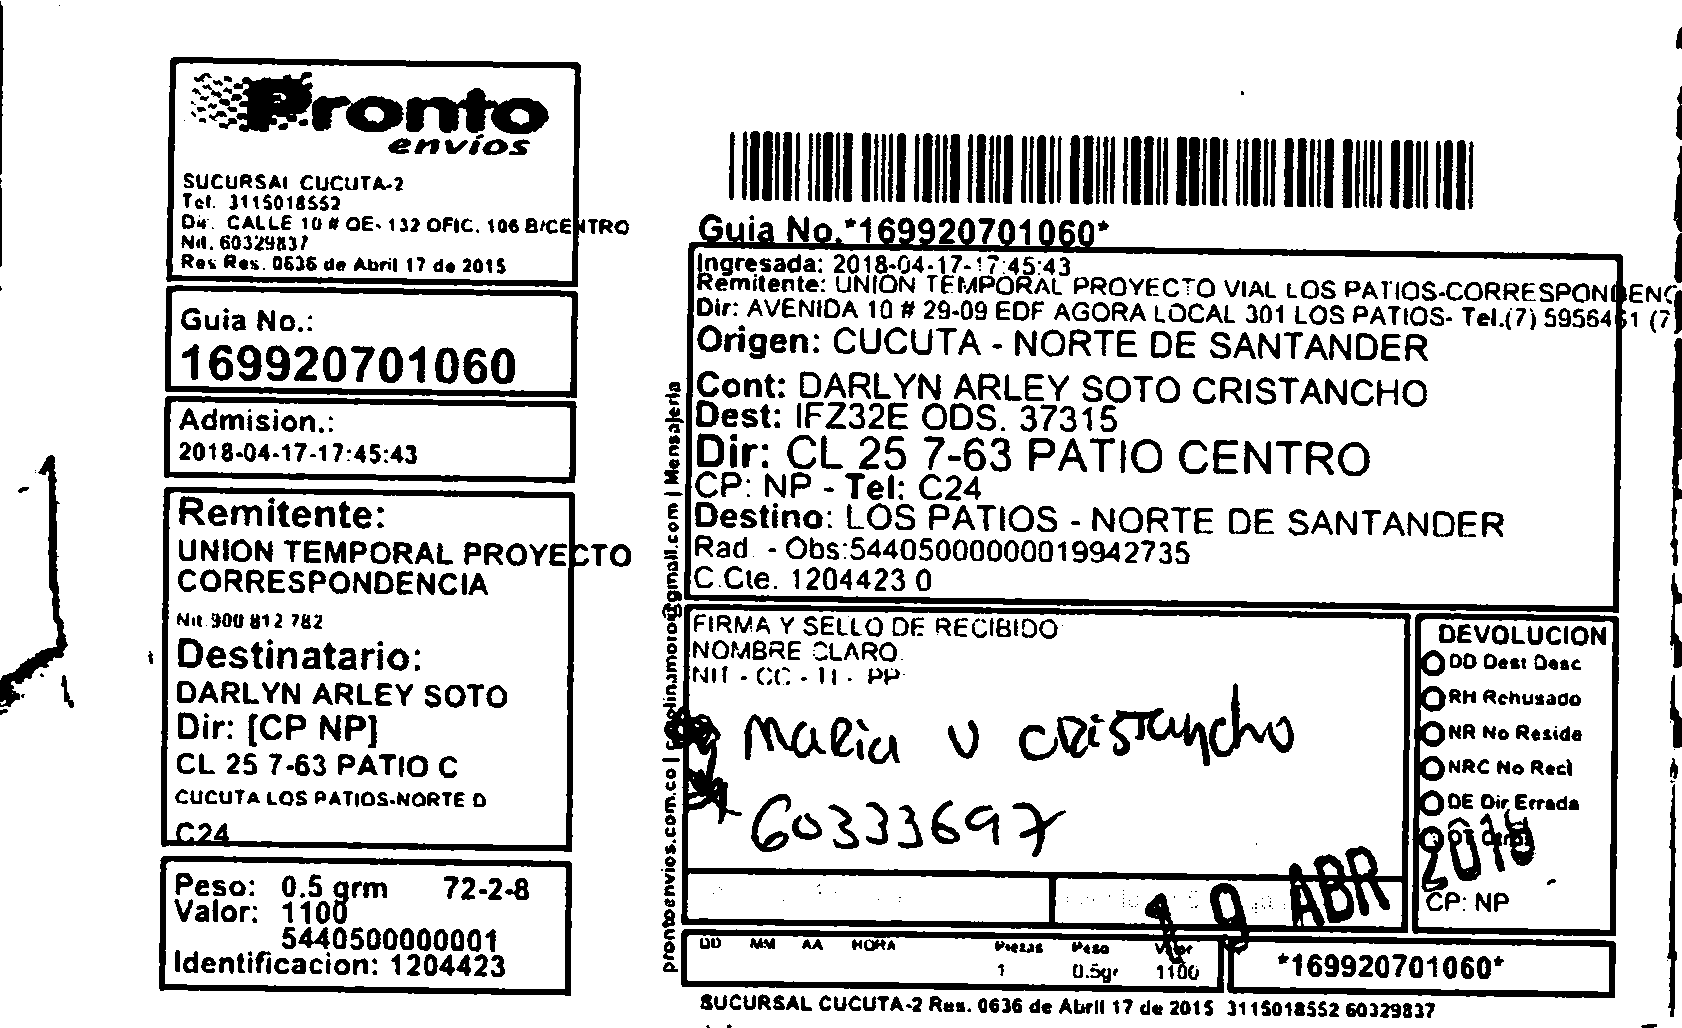 Pronto
envíos
SUCURSAL CUCUTA-2
Tel. 3115018552
Dir. CALLE 10 # OE- 132 OFIC. 106 B/CENTRO
Nit. 60329837
Res Res. 0636 de Abril 17 de 2015
Guia No.:
169920701060
Admision.:
2018-04-17-17:45:43
Remitente:
UNION TEMPORAL PROYECTO
CORRESPONDENCIA
Nit 900 812 782
Destinatario:
DARLYN ARLEY SOTO
Dir: [CP NP]
CL 25 7-63 PATIO C
CUCUTA LOS PATIOS-NORTE D
C24
Peso: 0.5 grm 72-2-8
Valor: 1100
5440500000001
Identificacion: 1204423
Guia No.*169920701060*
Ingresada: 2018-04-17-17:45:43
Remitente: UNION TEMPORAL PROYECTO VIAL LOS PATIOS-CORRESPONDENC
Dir: AVENIDA 10 # 29-09 EDF AGORA LOCAL 301 LOS PATIOS- Tel.(7) 5956461 (7
Origen: CUCUTA - NORTE DE SANTANDER
Cont: DARLYN ARLEY SOTO CRISTANCHO
Dest: IFZ32E ODS. 37315
Dir: CL 25 7-63 PATIO CENTRO
CP: NP - Tel: C24
Destino: LOS PATIOS - NORTE DE SANTANDER
Rad. - Obs:54405000000019942735
C.Cte. 1204423 0
prontoenvios.com.co | @gmail.com | Mensajeria
FIRMA Y SELLO DE RECIBIDO
NOMBRE CLARO
NIT - CC - TI - PP
Maria V Cristancho
60333697
DEVOLUCION
DD Dest Desc
RH Rehusado
NR No Reside
NRC No Recl
DE Dir Errada
CP: NP
19 ABR 2018
DD MM AA HORA Piezas Peso Valor
1 0.5gr 1100
*169920701060*
SUCURSAL CUCUTA-2 Res. 0636 de Abril 17 de 2015 3115018552 60329837